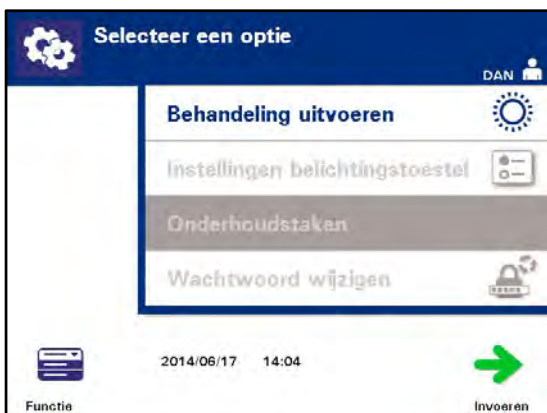 Selecteer een optie
DAN
Behandeling uitvoeren
Instellingen belichtingstoestel
Onderhoudstaken
Wachtwoord wijzigen
2014/06/17 14:04
Functie
Invoeren